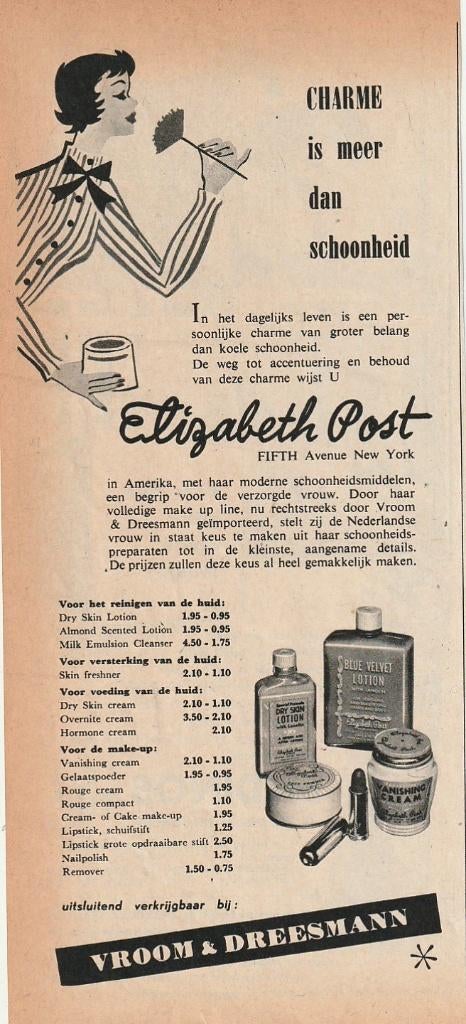 CHARME
is meer
dan
schoonheid
In het dagelijks leven is een per-
soonlijke charme van groter belang
dan koele schoonheid.
De weg tot accentuering en behoud
van deze charme wijst U
Elizabeth Post
FIFTH Avenue New York
in Amerika, met haar moderne schoonheidsmiddelen,
een begrip voor de verzorgde vrouw. Door haar
volledige make up line, nu rechtstreeks door Vroom
& Dreesmann geïmporteerd, stelt zij de Nederlandse
vrouw in staat keus te maken uit haar schoonheids-
preparaten tot in de kleinste, aangename details.
De prijzen zullen deze keus al heel gemakkelijk maken.
Voor het reinigen van de huid:
Dry Skin Lotion 1.95 - 0.95
Almond Scented Lotion 1.95 - 0.95
Milk Emulsion Cleanser 4.50 - 1.75
Voor versterking van de huid:
Skin freshner 2.10 - 1.10
Voor voeding van de huid:
Dry Skin cream 2.10 - 1.10
Overnite cream 3.50 - 2.10
Hormone cream 2.10
Voor de make-up:
Vanishing cream 2.10 - 1.10
Gelaatspoeder 1.95 - 0.95
Rouge cream 1.95
Rouge compact 1.10
Cream- of Cake make-up 1.95
Lipstick, schuifstift 1.25
Lipstick grote opdraaibare stift 2.50
Nailpolish 1.75
Remover 1.50 - 0.75
BLUE VELVET
LOTION
WITH LANOLIN
Elizabeth Post
DRY SKIN
LOTION
with Lanolin
Elizabeth Post
VANISHING
CREAM
Elizabeth Post
uitsluitend verkrijgbaar bij:
VROOM & DREESMANN